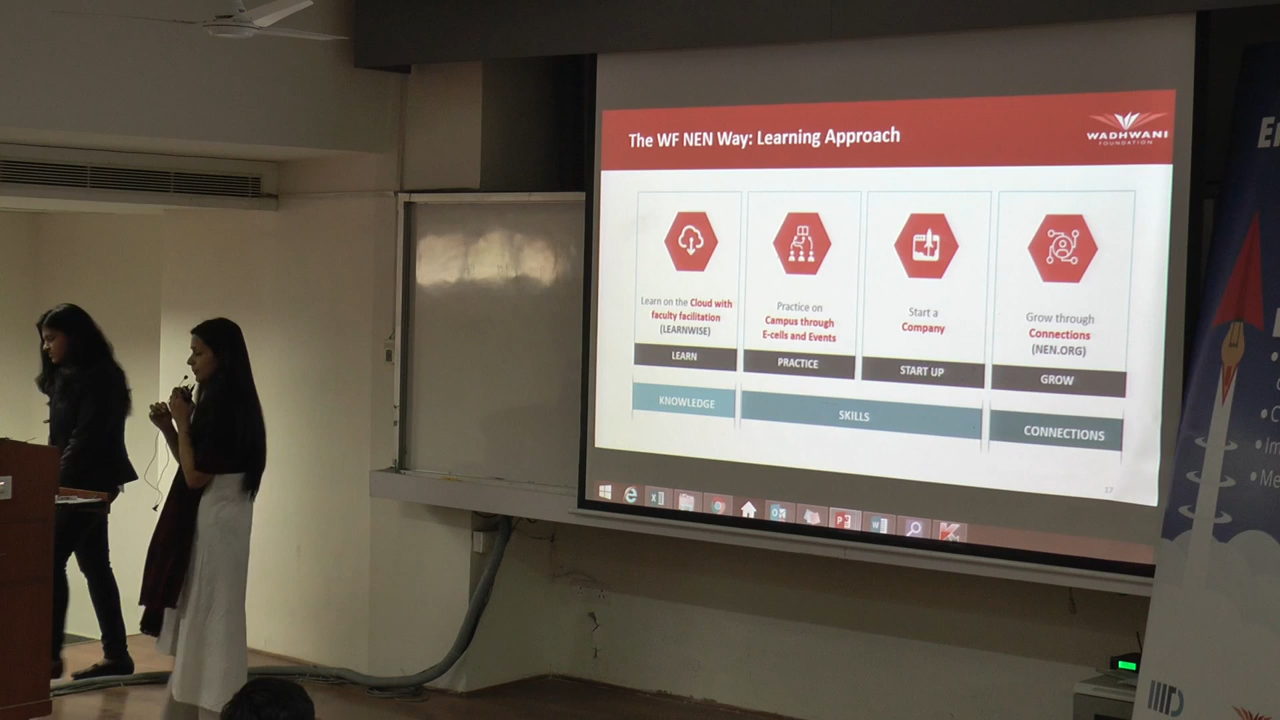 The WF NEN Way: Learning Approach
WADHWANI
FOUNDATION
Learn on the Cloud with
faculty facilitation
(LEARNWISE)
LEARN
Practice on
Campus through
E-cells and Events
PRACTICE
Start a
Company
START UP
Grow through
Connections
(NEN.ORG)
GROW
KNOWLEDGE
SKILLS
CONNECTIONS
17